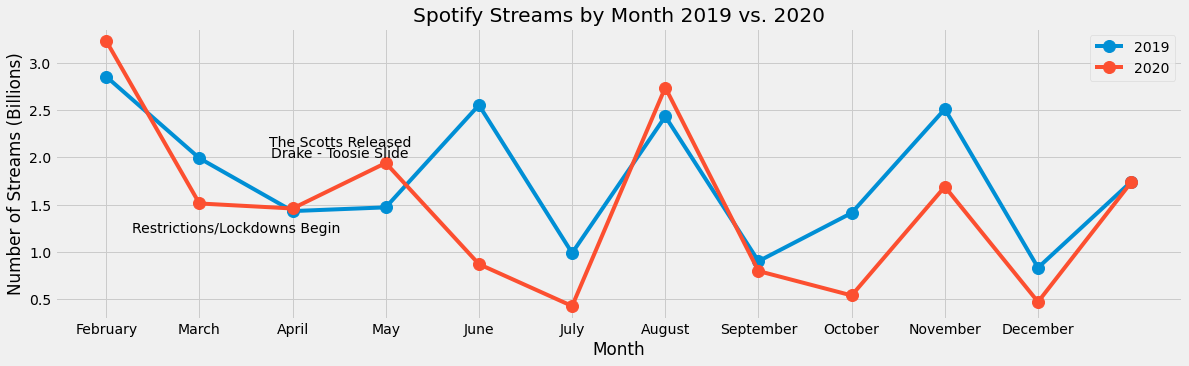 Spotify Streams by Month 2019 vs. 2020
Number of Streams (Billions)
3.0
2.5
2.0
1.5
1.0
0.5
2019
2020
The Scotts Released
Drake - Toosie Slide
Restrictions/Lockdowns Begin
February March April May June July August September October November December
Month